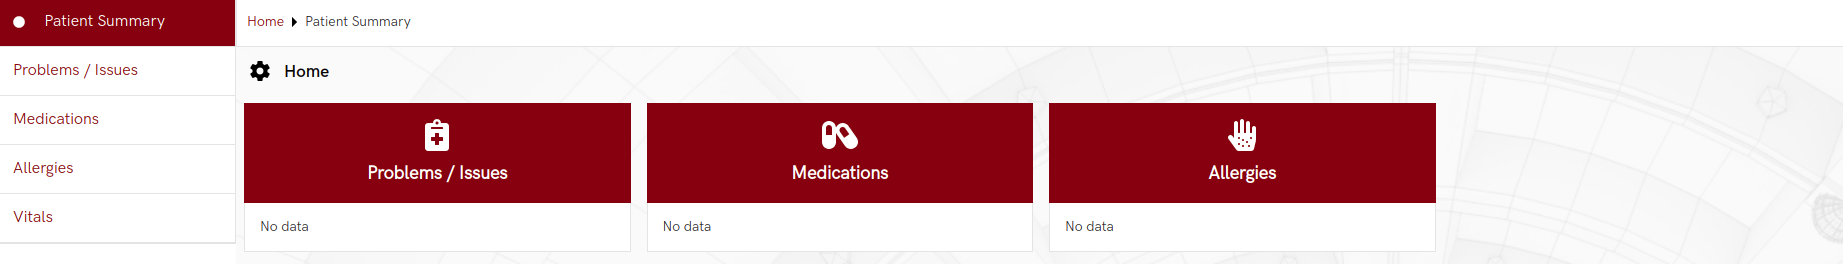 Patient Summary
Problems / Issues
Medications
Allergies
Vitals
Home Patient Summary
Home
Problems / Issues
No data
Medications
No data
Allergies
No data